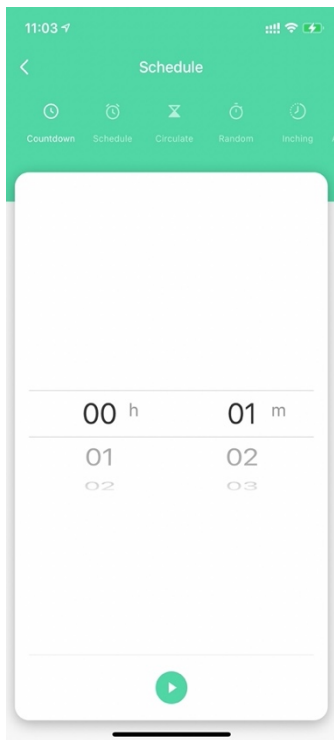 11:03
Schedule
Countdown Schedule Circulate Random Inching
00 h 01 m
01 02
02 03